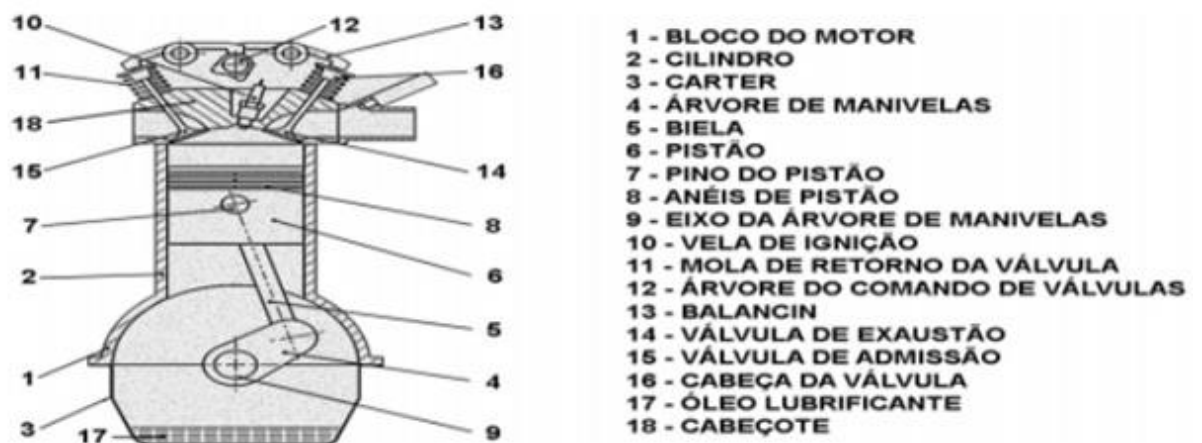 10 12 13
11 16
18
15 14
7 8
2 6
5
1 4
3 17 9
1 - BLOCO DO MOTOR
2 - CILINDRO
3 - CARTER
4 - ÁRVORE DE MANIVELAS
5 - BIELA
6 - PISTÃO
7 - PINO DO PISTÃO
8 - ANÉIS DE PISTÃO
9 - EIXO DA ÁRVORE DE MANIVELAS
10 - VELA DE IGNIÇÃO
11 - MOLA DE RETORNO DA VÁLVULA
12 - ÁRVORE DO COMANDO DE VÁLVULAS
13 - BALANCIN
14 - VÁLVULA DE EXAUSTÃO
15 - VÁLVULA DE ADMISSÃO
16 - CABEÇA DA VÁLVULA
17 - ÓLEO LUBRIFICANTE
18 - CABEÇOTE